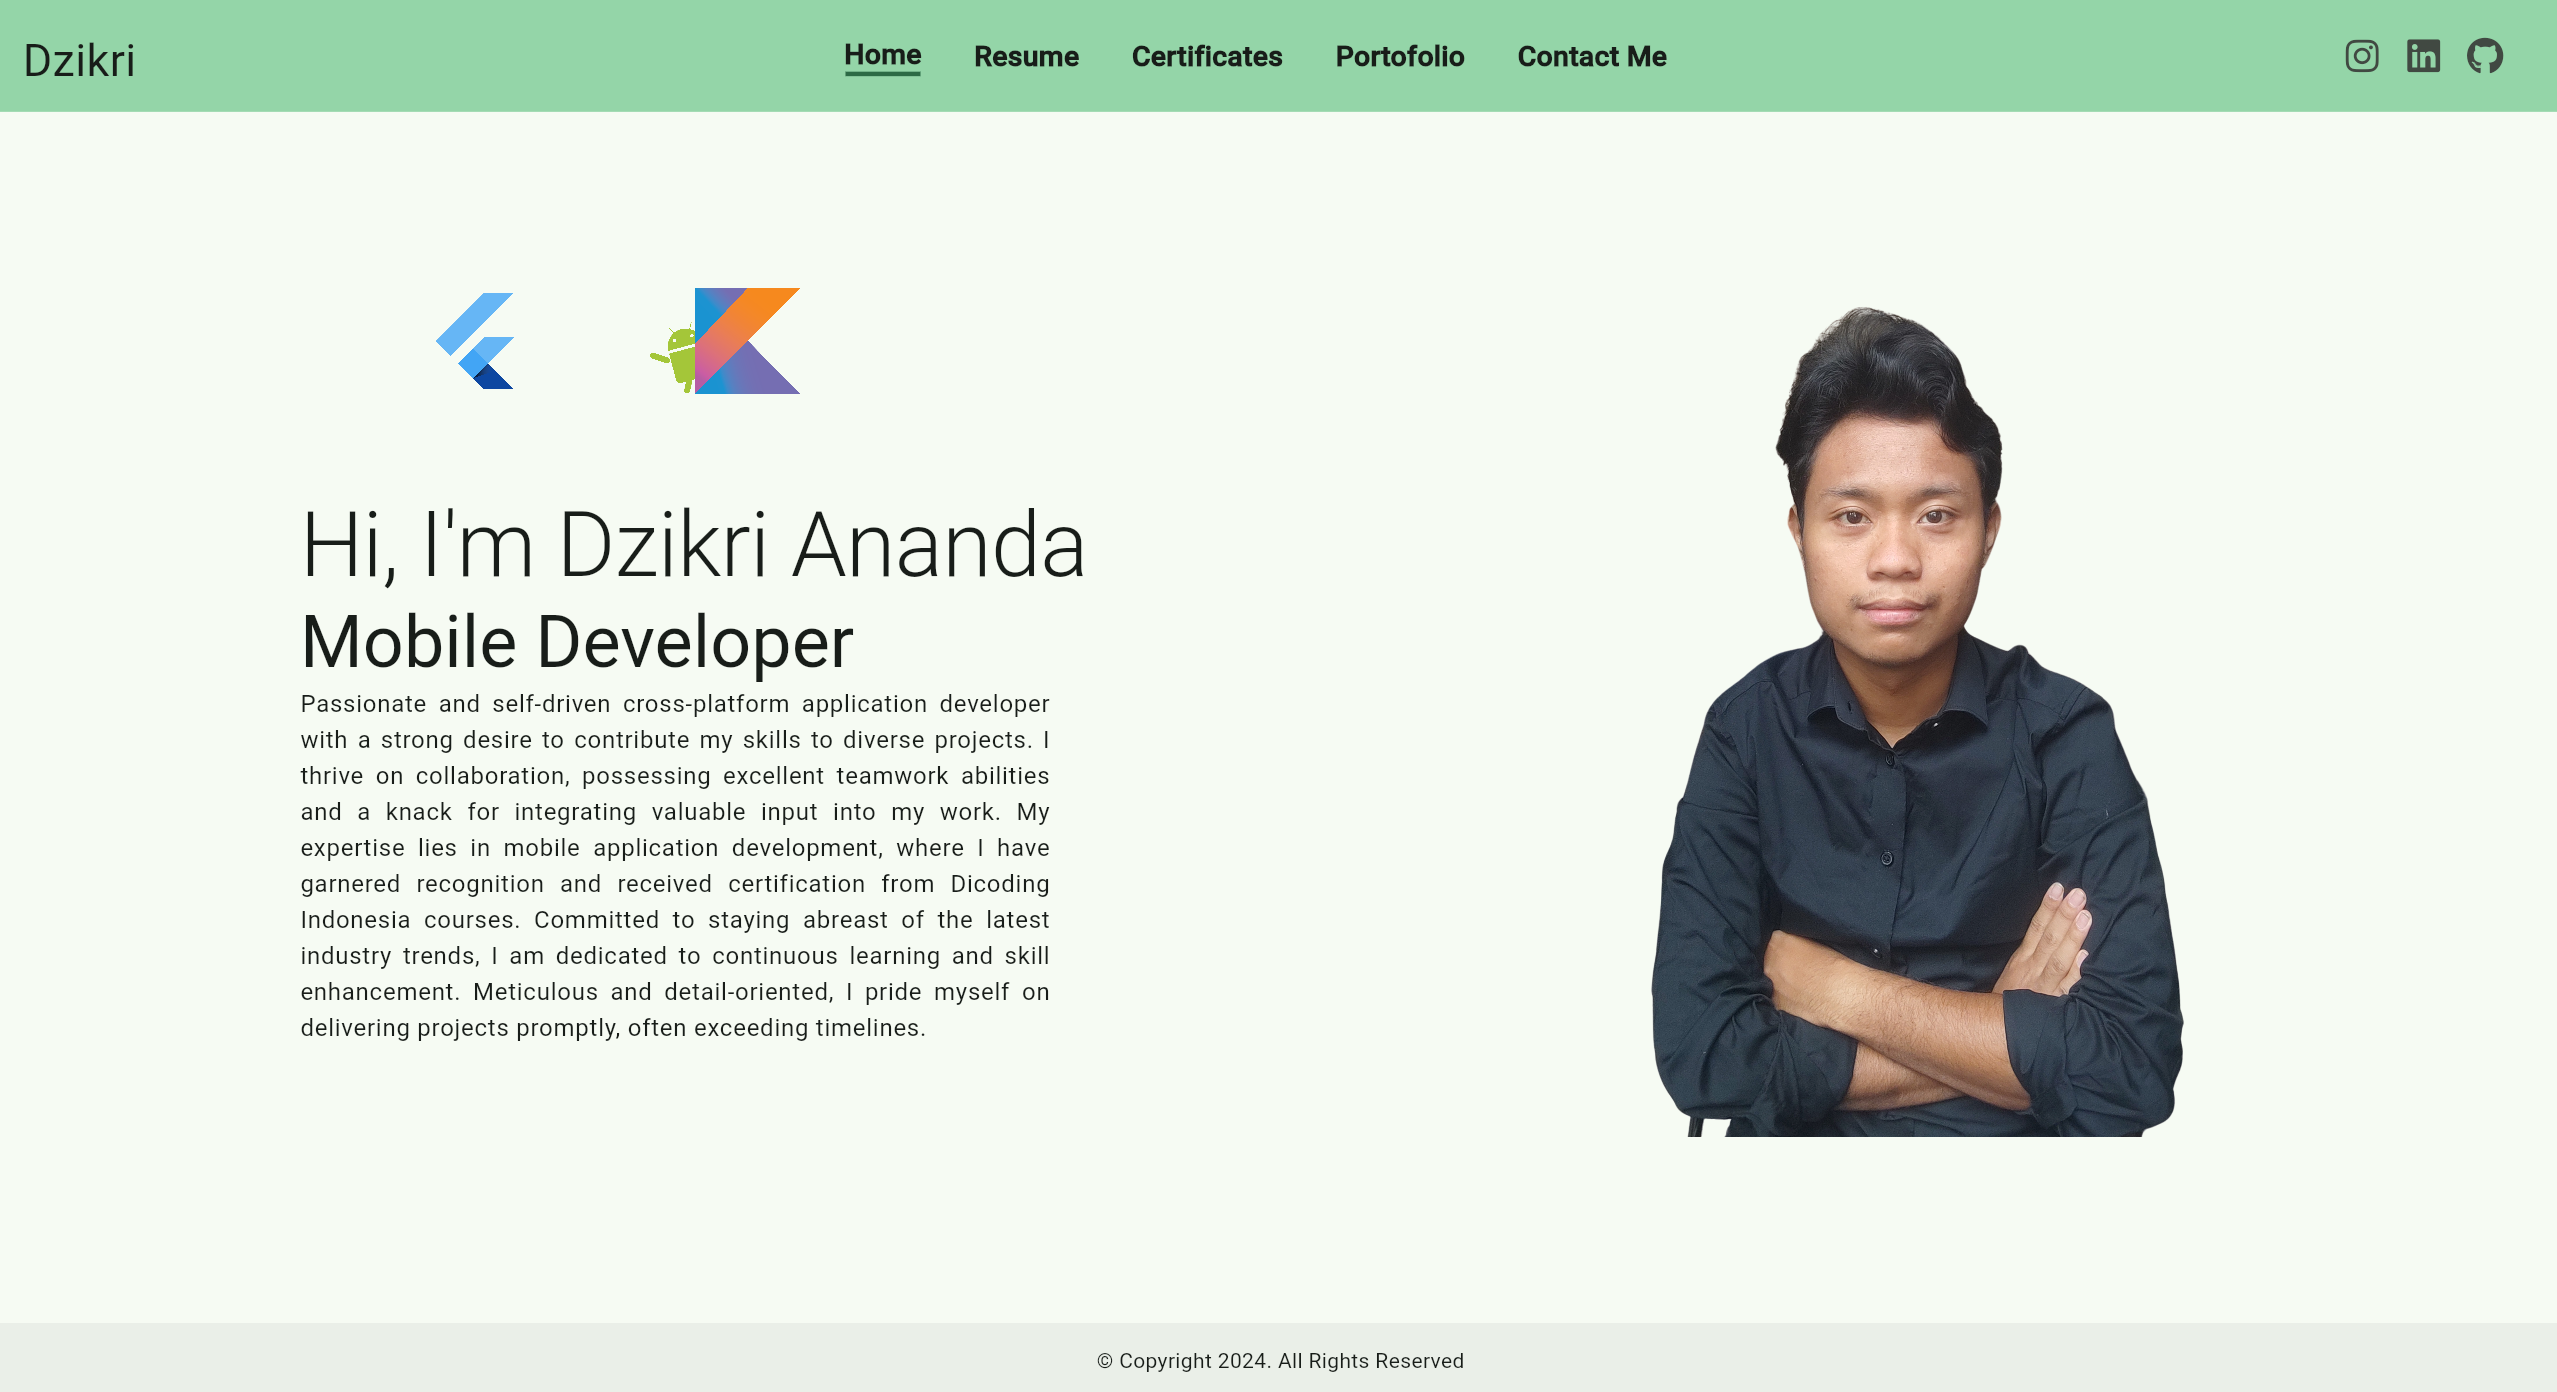 Dzikri
Home
Resume
Certificates
Portofolio
Contact Me
Hi, I'm Dzikri Ananda
Mobile Developer
Passionate and self-driven cross-platform application developer
with a strong desire to contribute my skills to diverse projects. I
thrive on collaboration, possessing excellent teamwork abilities
and a knack for integrating valuable input into my work. My
expertise lies in mobile application development, where I have
garnered recognition and received certification from Dicoding
Indonesia courses. Committed to staying abreast of the latest
industry trends, I am dedicated to continuous learning and skill
enhancement. Meticulous and detail-oriented, I pride myself on
delivering projects promptly, often exceeding timelines.
© Copyright 2024. All Rights Reserved